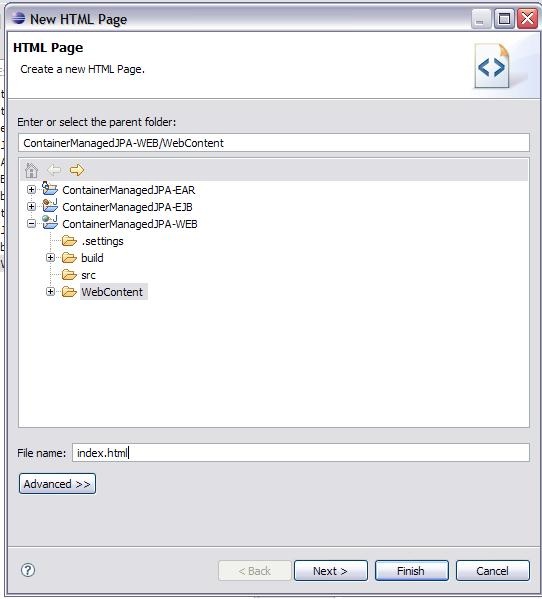 New HTML Page
HTML Page
Create a new HTML Page.
Enter or select the parent folder:
ContainerManagedJPA-WEB/WebContent
ContainerManagedJPA-EAR
ContainerManagedJPA-EJB
ContainerManagedJPA-WEB
.settings
build
src
WebContent
File name: index.html
Advanced >>
< Back Next > Finish Cancel